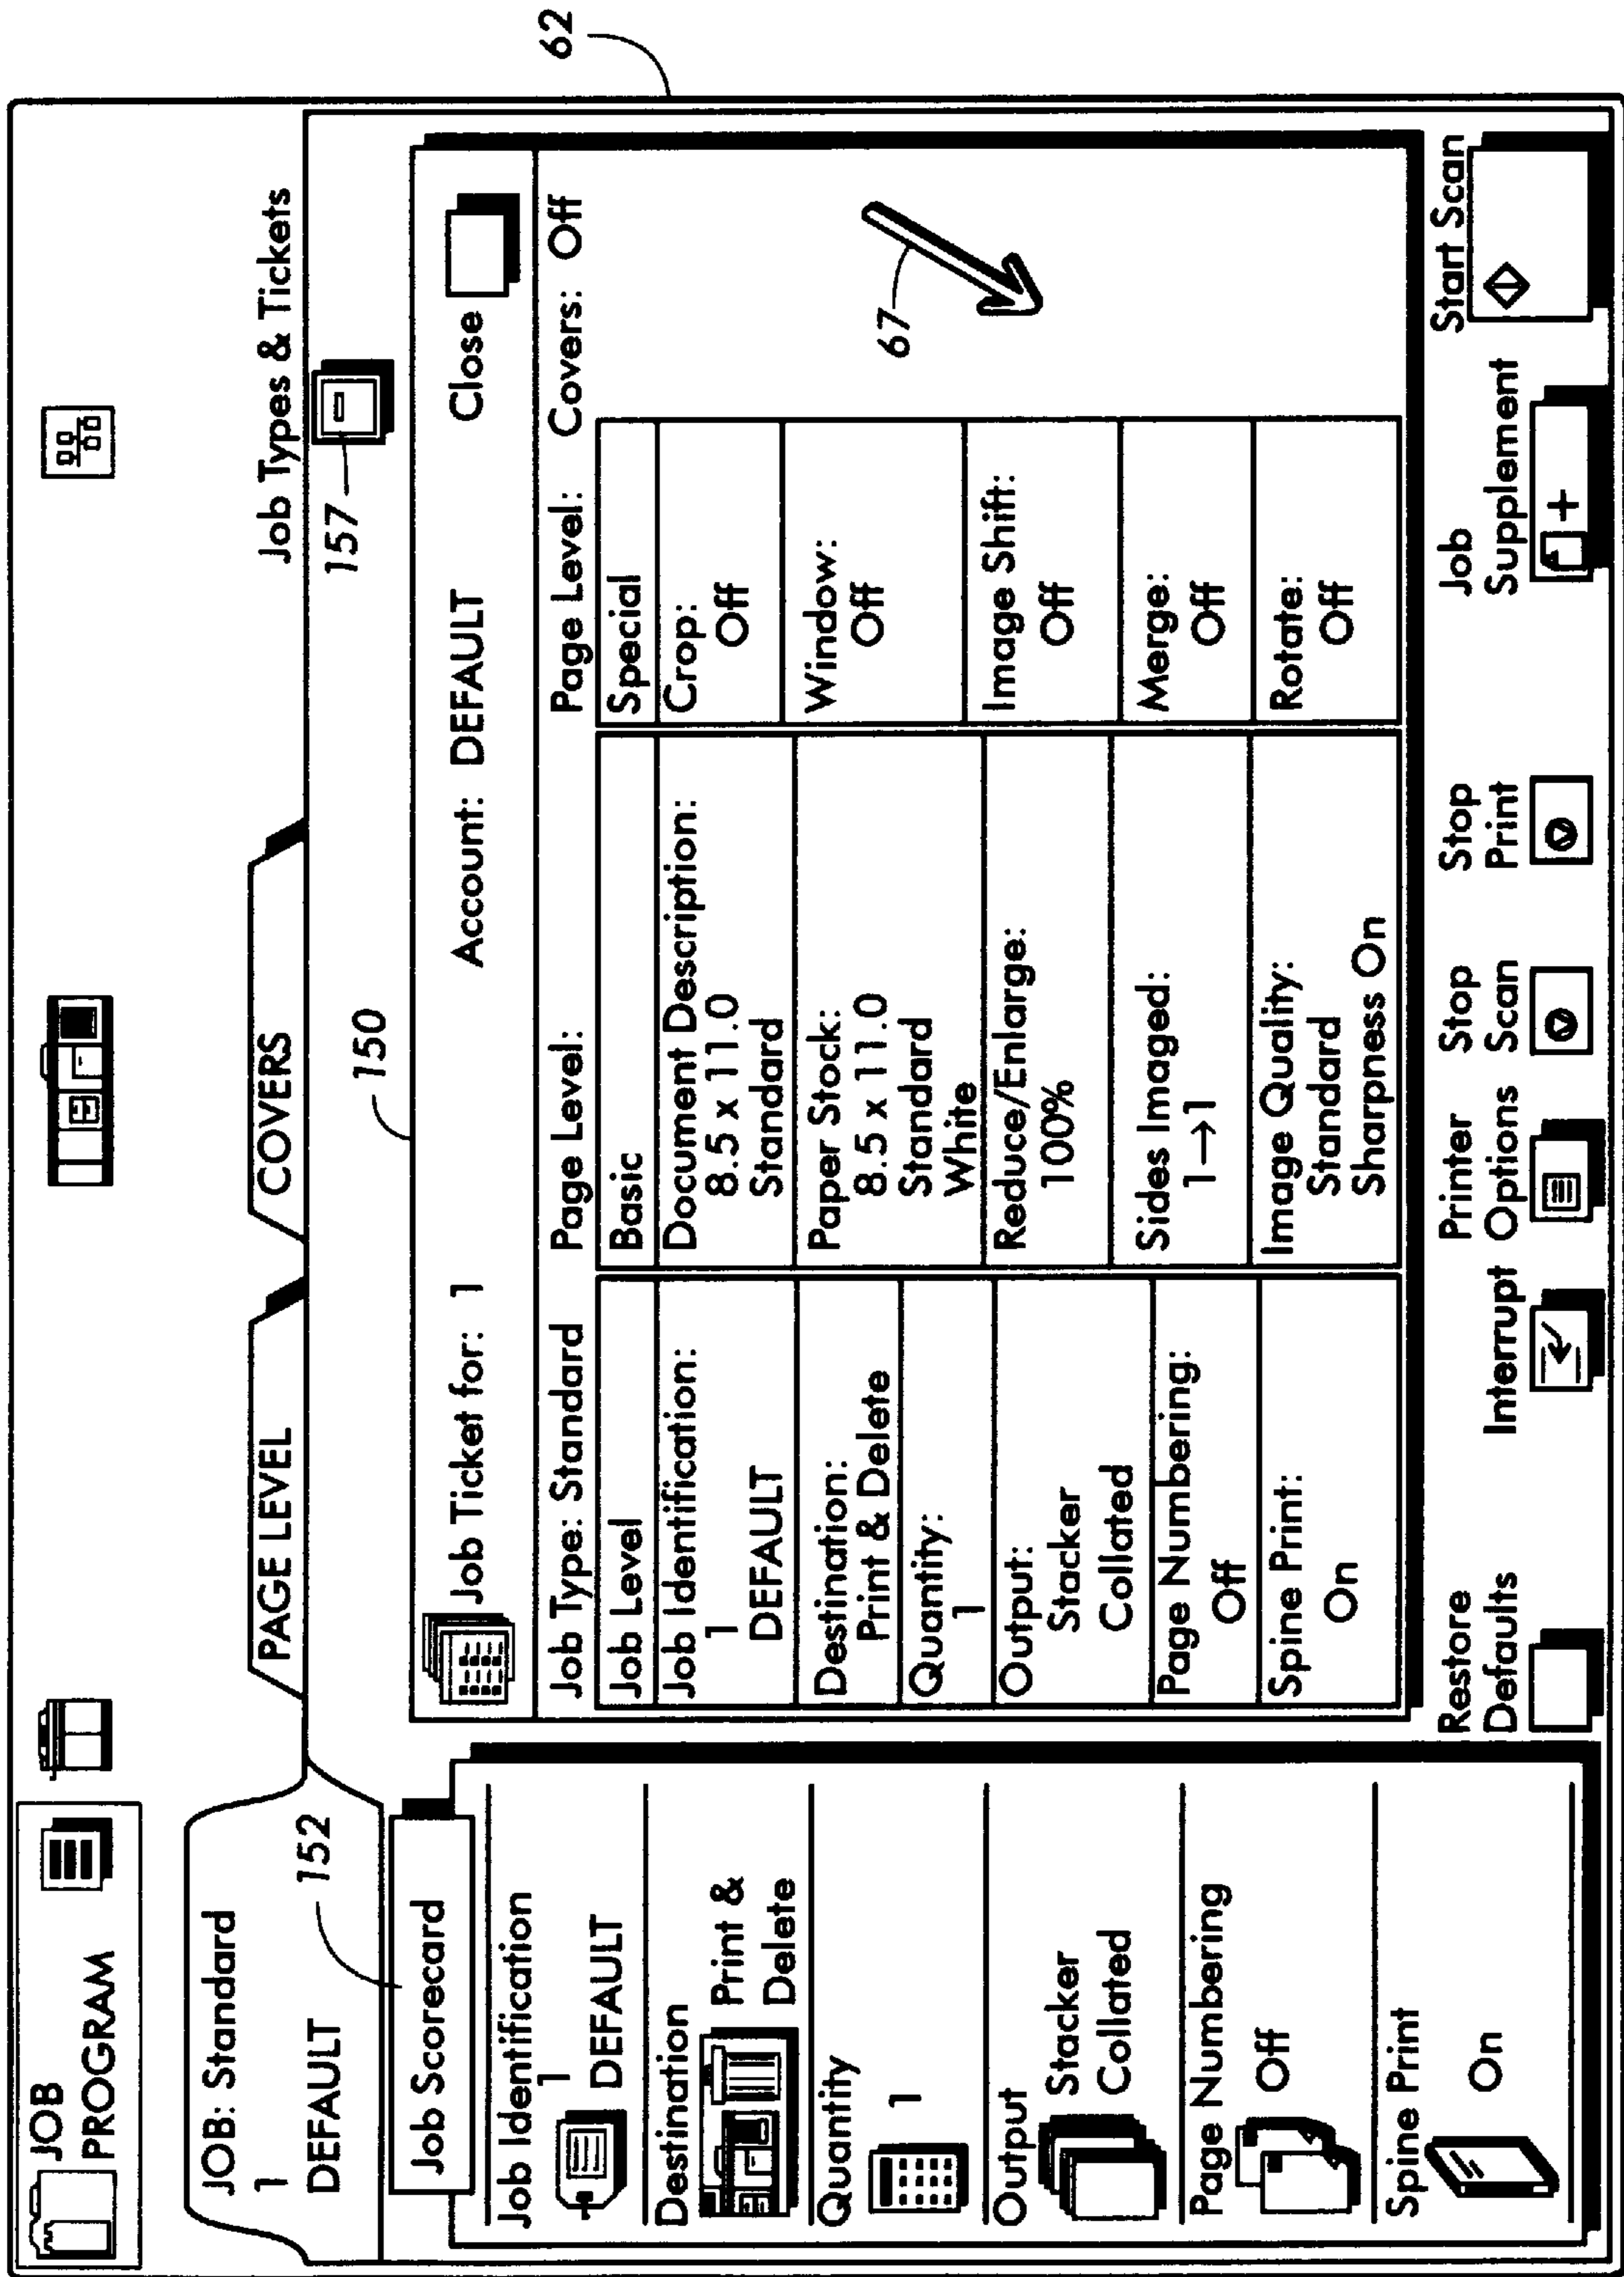 62
JOB
PROGRAM
JOB: Standard
1
DEFAULT
PAGE LEVEL
COVERS
Job Types & Tickets
152
150
157
Job Scorecard
Job Identification
1
DEFAULT
Destination
Print &
Delete
Quantity
1
Output
Stacker
Collated
Page Numbering
Off
Spine Print
On
Job Ticket for: 1
Account: DEFAULT
Close
Job Type: Standard
Page Level:
Page Level:
Covers: Off
Job Level
Job Identification:
1
DEFAULT
Destination:
Print & Delete
Quantity:
1
Output:
Stacker
Collated
Page Numbering:
Off
Spine Print:
On
Basic
Document Description:
8.5 x 11.0
Standard
Paper Stock:
8.5 x 11.0
Standard
White
Reduce/Enlarge:
100%
Sides Imaged:
1→1
Image Quality:
Standard
Sharpness On
Special
Crop:
Off
Window:
Off
Image Shift:
Off
Merge:
Off
Rotate:
Off
67
Restore
Defaults
Interrupt
Printer
Options
Stop
Scan
Stop
Print
Job
Supplement
Start Scan